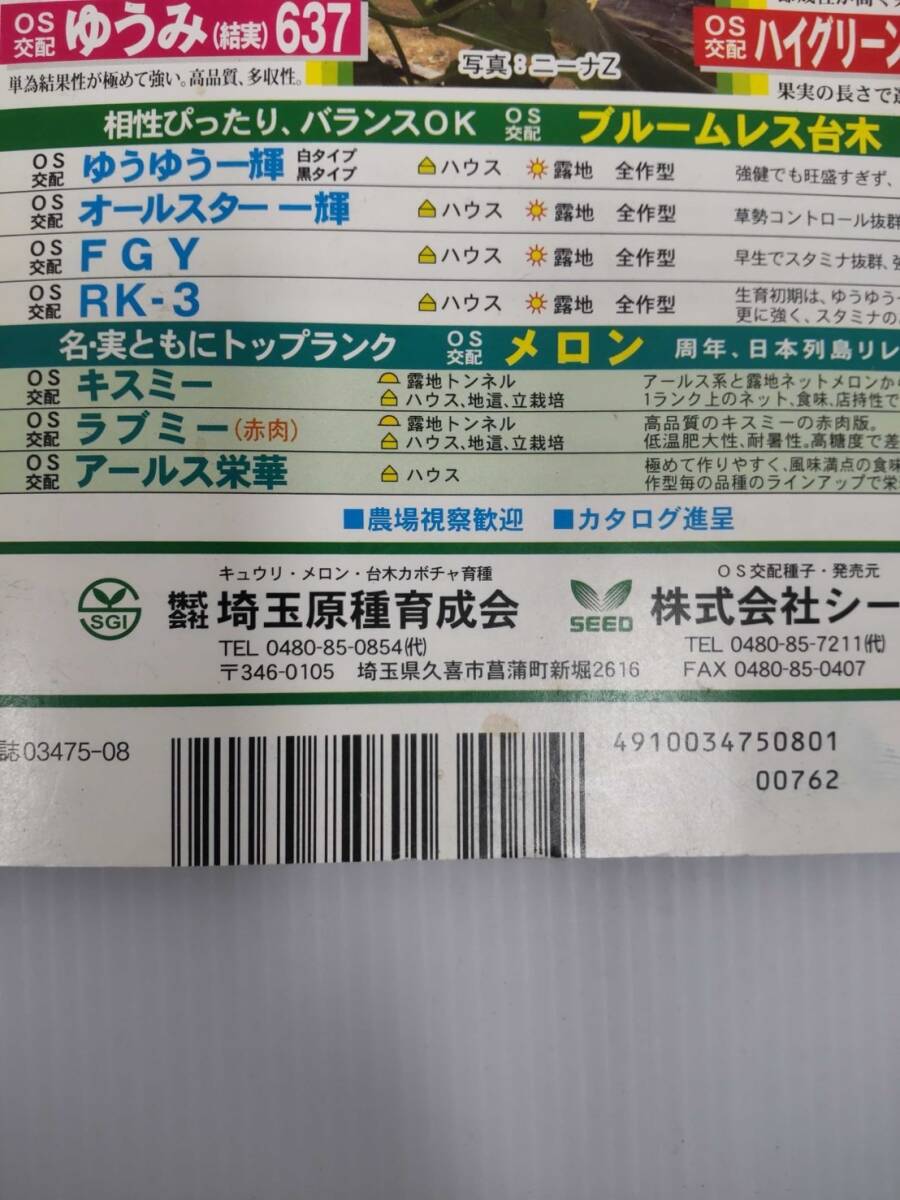 OS交配 ゆうみ(結実)637
単為結果性が極めて強い。高品質、多収性。
写真:ニーナZ
OS交配 ハイグリーン
果実の長さで
相性ぴったり、バランスOK OS交配 ブルームレス台木
OS交配 ゆうゆう一輝 白タイプ 黒タイプ ハウス 露地 全作型 強健でも旺盛すぎず、
OS交配 オールスター一輝 ハウス 露地 全作型 草勢コントロール抜群
OS交配 FGY ハウス 露地 全作型 早生でスタミナ抜群、
OS交配 RK-3 ハウス 露地 全作型 生育初期は、ゆうゆう
更に強く、スタミナの
名・実ともにトップランク OS交配 メロン 周年、日本列島リレ
OS交配 キスミー 露地トンネル アールス系と露地ネットメロンか
ハウス、地這、立栽培 1ランク上のネット、食味、店持性で
OS交配 ラブミー(赤肉) 露地トンネル 高品質のキスミーの赤肉版。
ハウス、地這、立栽培 低温肥大性、耐暑性。高糖度で差
OS交配 アールス栄華 ハウス 極めて作りやすく、風味満点の食味
作型毎の品種のラインアップで栄
■農場視察歓迎 ■カタログ進呈
キュウリ・メロン・台木カボチャ育種
SGI 株式会社 埼玉原種育成会
TEL 0480-85-0854(代)
〒346-0105 埼玉県久喜市菖蒲町新堀2616
OS交配種子・発売元
SEED 株式会社シー
TEL 0480-85-7211(代)
FAX 0480-85-0407
誌03475-08
4910034750801
00762